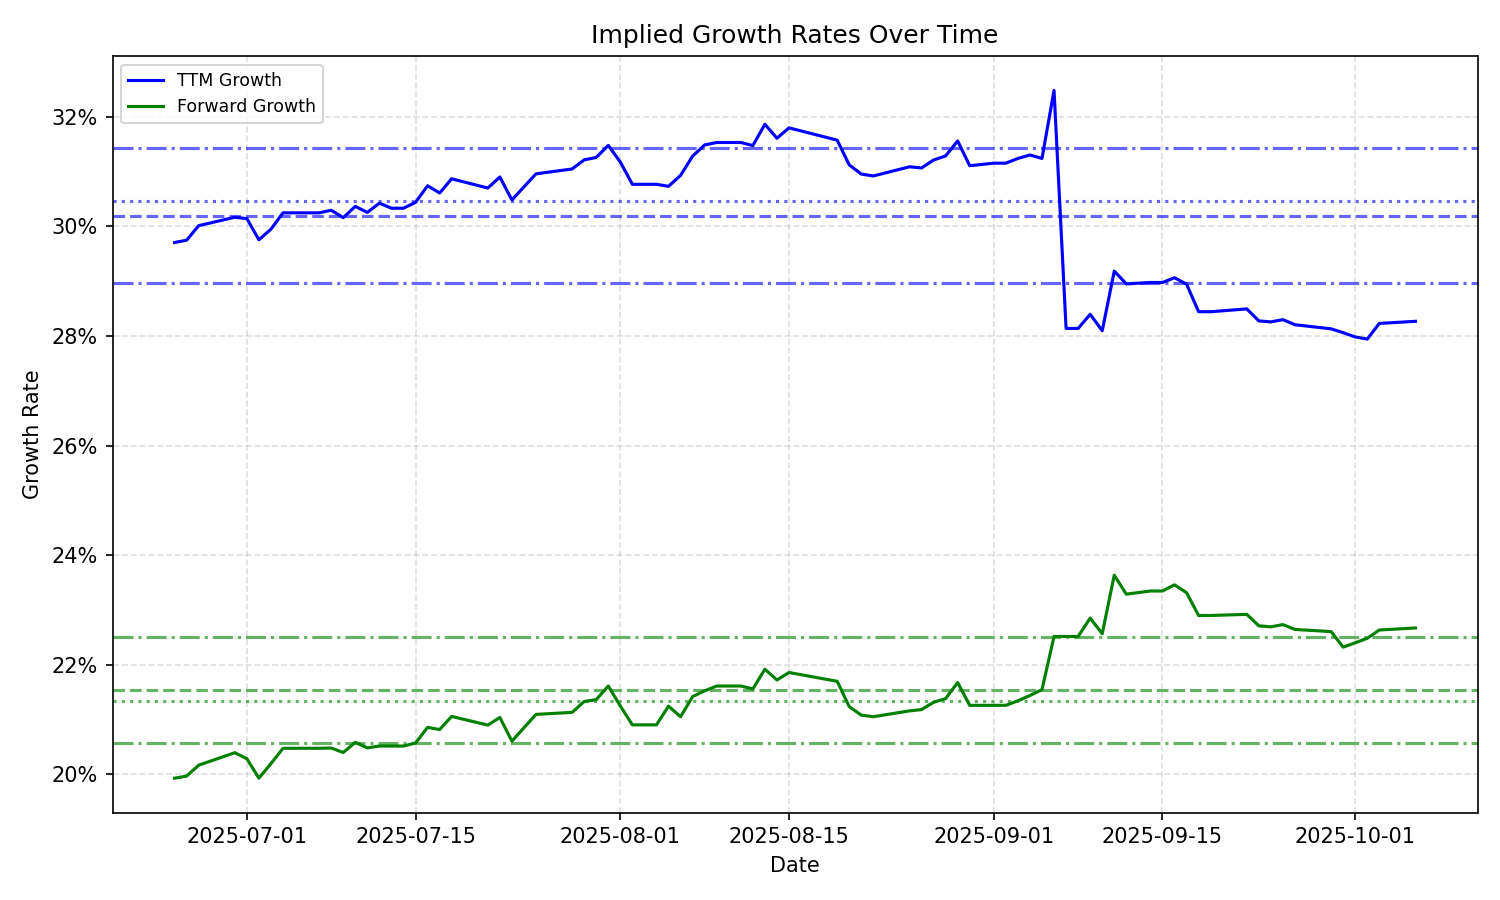 Implied Growth Rates Over Time
TTM Growth
Forward Growth
32%
30%
28%
26%
24%
22%
20%
Growth Rate
2025-07-01
2025-07-15
2025-08-01
2025-08-15
2025-09-01
2025-09-15
2025-10-01
Date